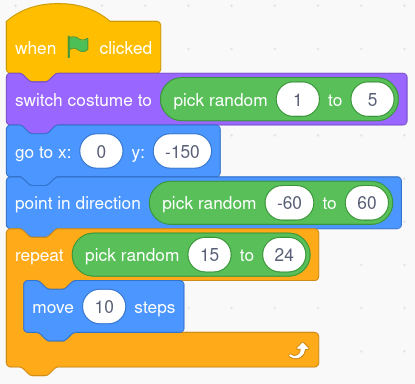 when clicked
switch costume to pick random 1 to 5
go to x: 0 y: -150
point in direction pick random -60 to 60
repeat pick random 15 to 24
move 10 steps